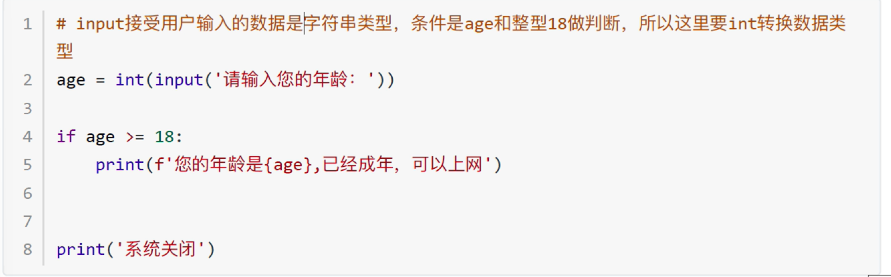 1 # input接受用户输入的数据是字符串类型，条件是age和整型18做判断，所以这里要int转换数据类
型
2 age = int(input('请输入您的年龄：'))
3
4 if age >= 18:
5     print(f'您的年龄是{age},已经成年，可以上网')
6
7
8 print('系统关闭')